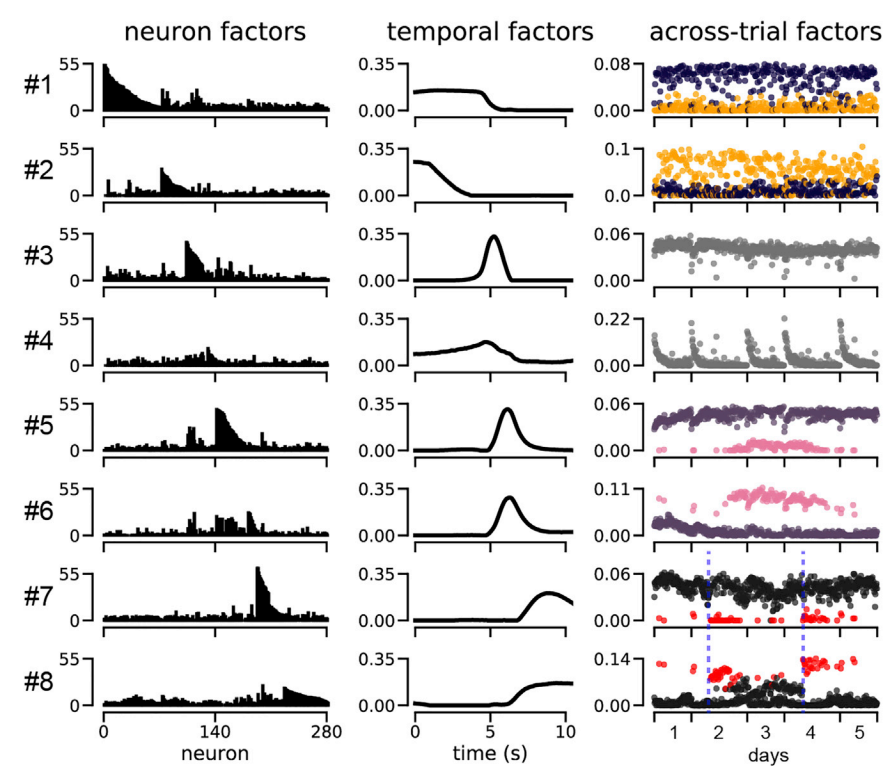 neuron factors temporal factors across-trial factors
#1 55 0 0.35 0.00 0.08 0.00
#2 55 0 0.35 0.00 0.1 0.0
#3 55 0 0.35 0.00 0.06 0.00
#4 55 0 0.35 0.00 0.22 0.00
#5 55 0 0.35 0.00 0.06 0.00
#6 55 0 0.35 0.00 0.11 0.00
#7 55 0 0.35 0.00 0.06 0.00
#8 55 0 0.35 0.00 0.14 0.00
0 140 280 0 5 10 1 2 3 4 5
neuron time (s) days